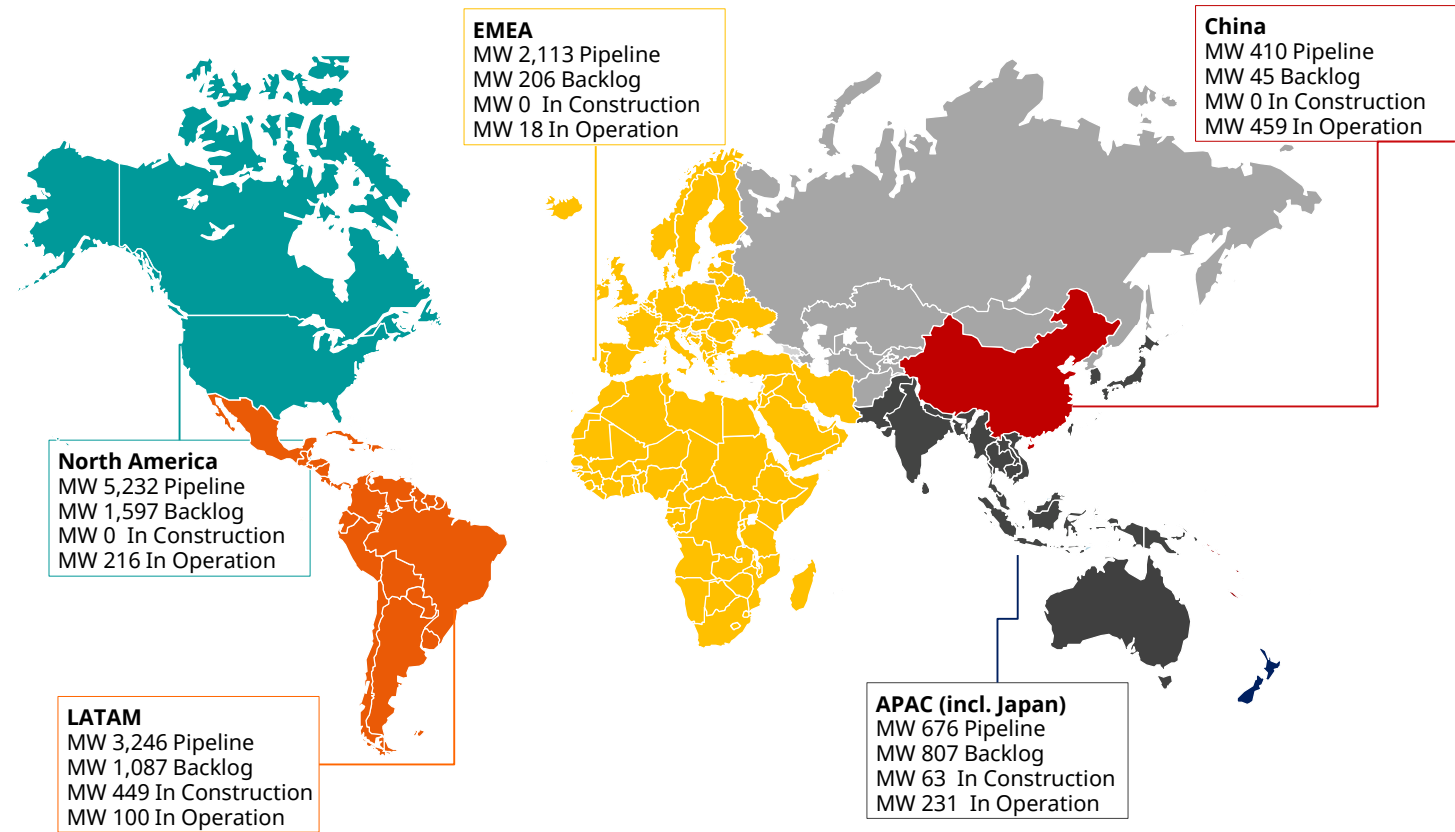 EMEA
MW 2,113 Pipeline
MW 206 Backlog
MW 0 In Construction
MW 18 In Operation
China
MW 410 Pipeline
MW 45 Backlog
MW 0 In Construction
MW 459 In Operation
North America
MW 5,232 Pipeline
MW 1,597 Backlog
MW 0 In Construction
MW 216 In Operation
LATAM
MW 3,246 Pipeline
MW 1,087 Backlog
MW 449 In Construction
MW 100 In Operation
APAC (incl. Japan)
MW 676 Pipeline
MW 807 Backlog
MW 63 In Construction
MW 231 In Operation